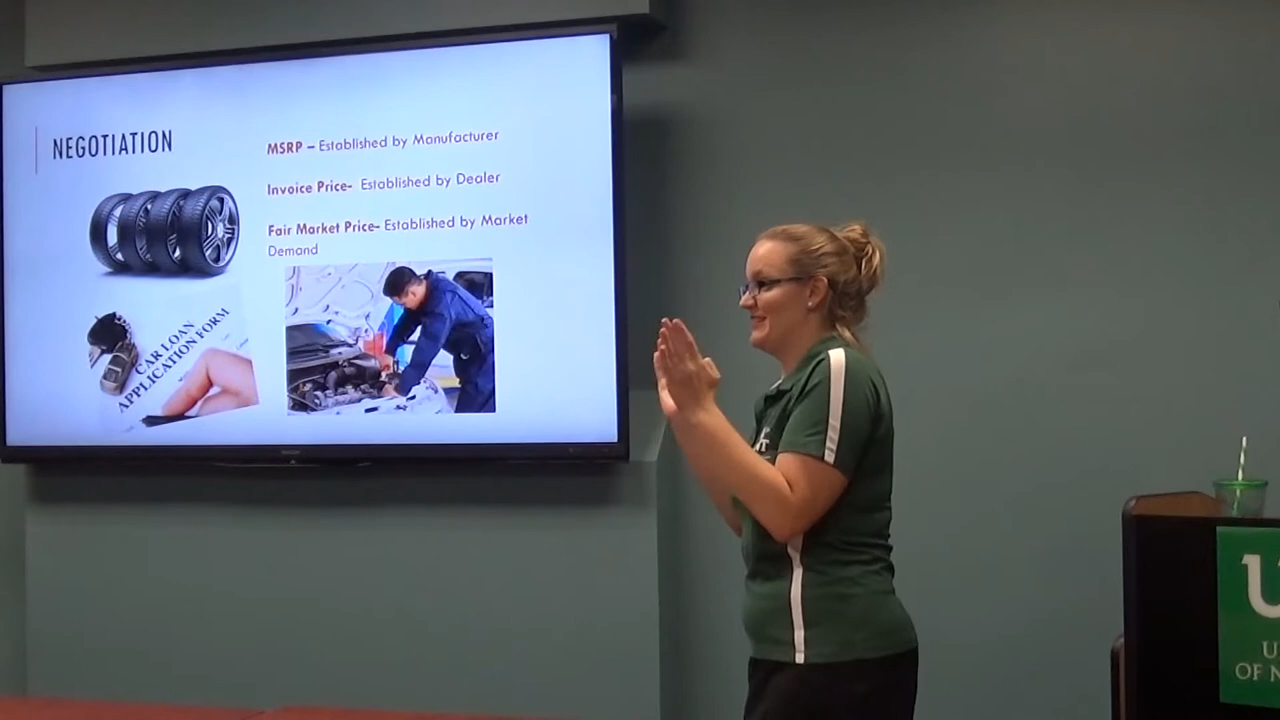 NEGOTIATION
MSRP – Established by Manufacturer
Invoice Price- Established by Dealer
Fair Market Price- Established by Market
Demand
CAR LOAN
APPLICATION FORM
OF